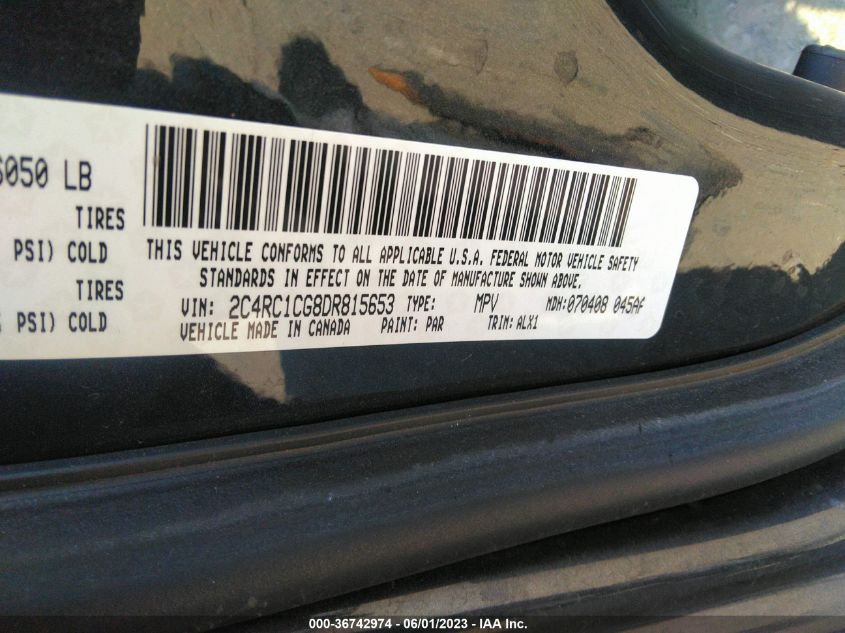 6050 LB
TIRES
PSI) COLD
TIRES
PSI) COLD
THIS VEHICLE CONFORMS TO ALL APPLICABLE U.S.A. FEDERAL MOTOR VEHICLE SAFETY
STANDARDS IN EFFECT ON THE DATE OF MANUFACTURE SHOWN ABOVE.
VIN: 2C4RC1CG8DR815653 TYPE: MPV MDH:070408 045AF
VEHICLE MADE IN CANADA PAINT: PAR TRIM: ALX1
000-36742974 - 06/01/2023 - IAA Inc.